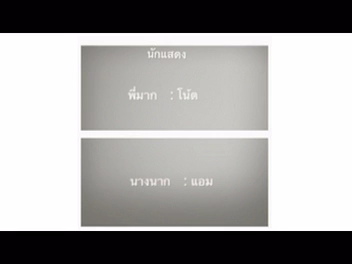 นักแสดง
พี่มาก : โน้ต
นางนาก : แอม